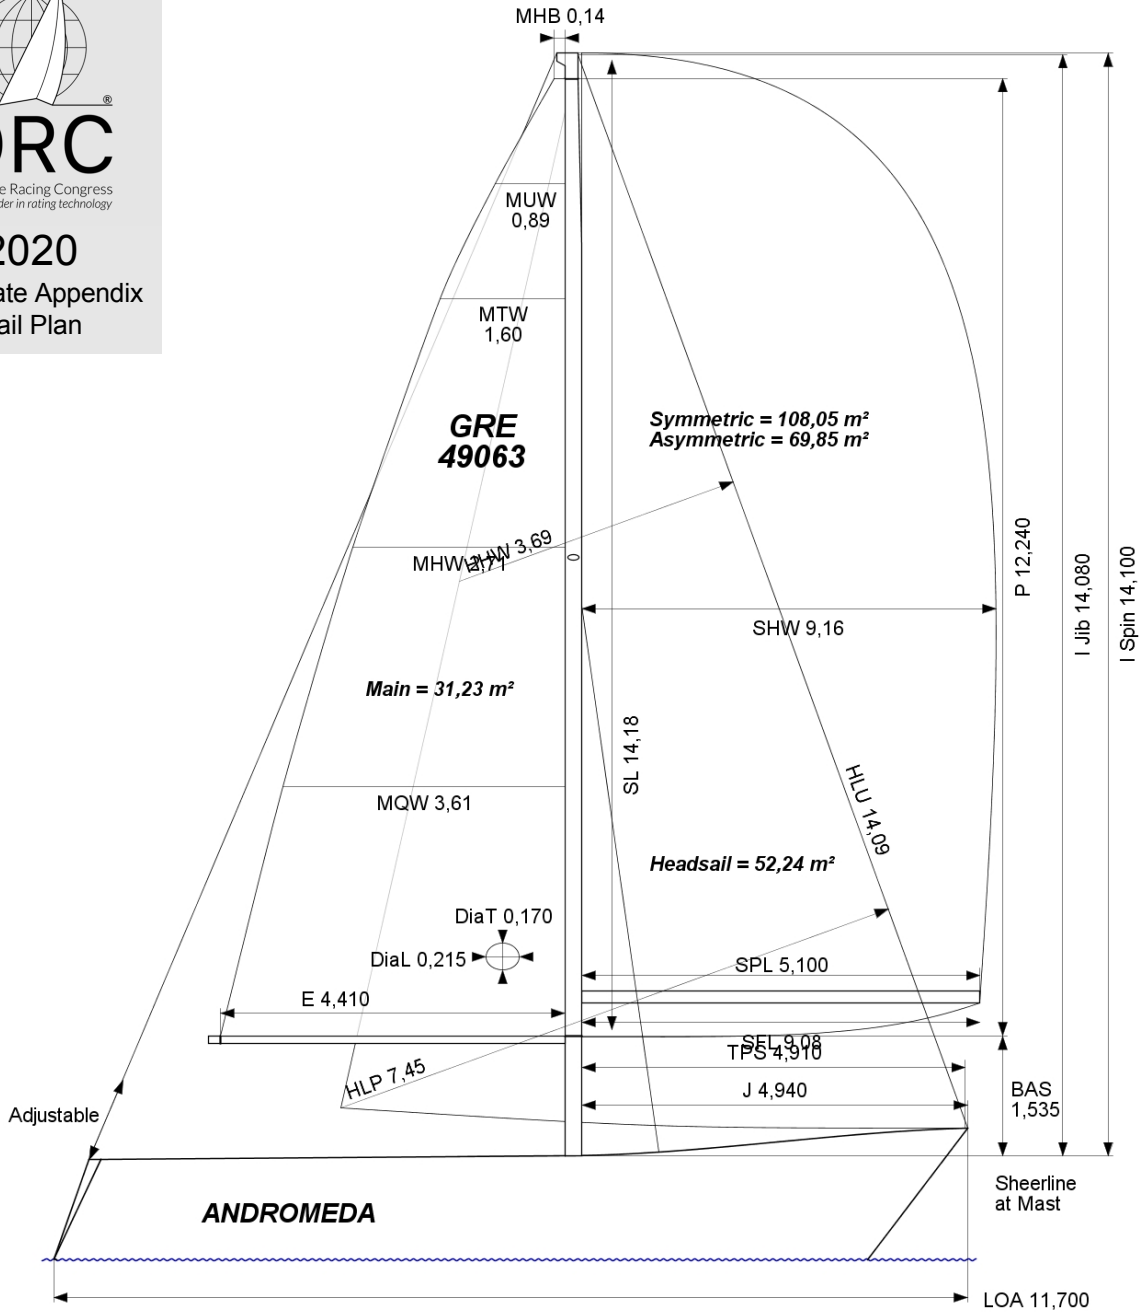 MHB 0,14
®
ORC
e Racing Congress
der in rating technology
2020
ate Appendix
ail Plan
MUW
0,89
MTW
1,60
GRE
49063
Symmetric = 108,05 m²
Asymmetric = 69,85 m²
HHW 3,69
MHW 2,71
P 12,240
I Jib 14,080
I Spin 14,100
SHW 9,16
Main = 31,23 m²
SL 14,18
HLU 14,09
MQW 3,61
Headsail = 52,24 m²
DiaT 0,170
DiaL 0,215
SPL 5,100
E 4,410
SFL 9,08
TPS 4,910
HLP 7,45
J 4,940
BAS
1,535
Adjustable
Sheerline
at Mast
ANDROMEDA
LOA 11,700